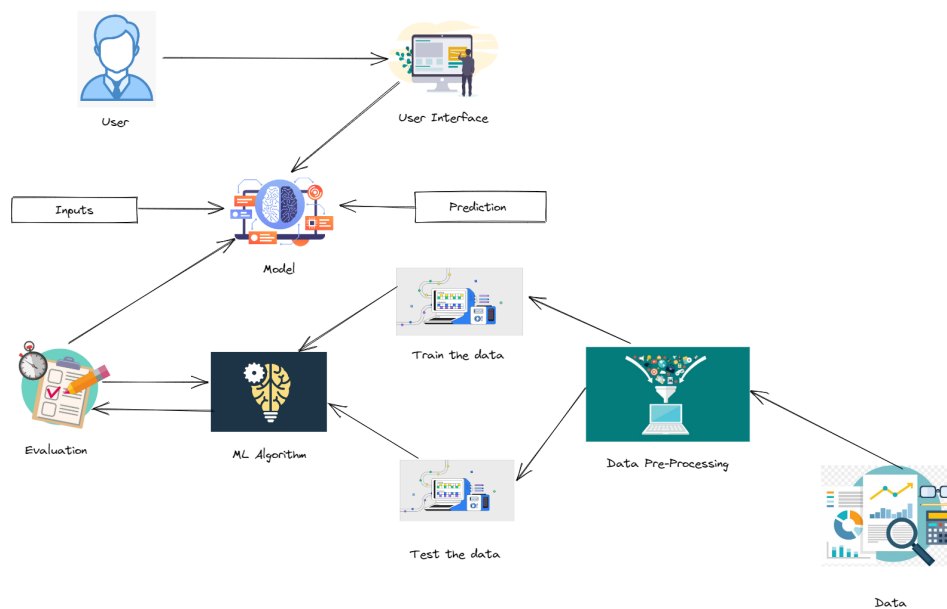 User
User Interface
Inputs
Prediction
Model
Train the data
Evaluation
ML Algorithm
Data Pre-Processing
Test the data
Data